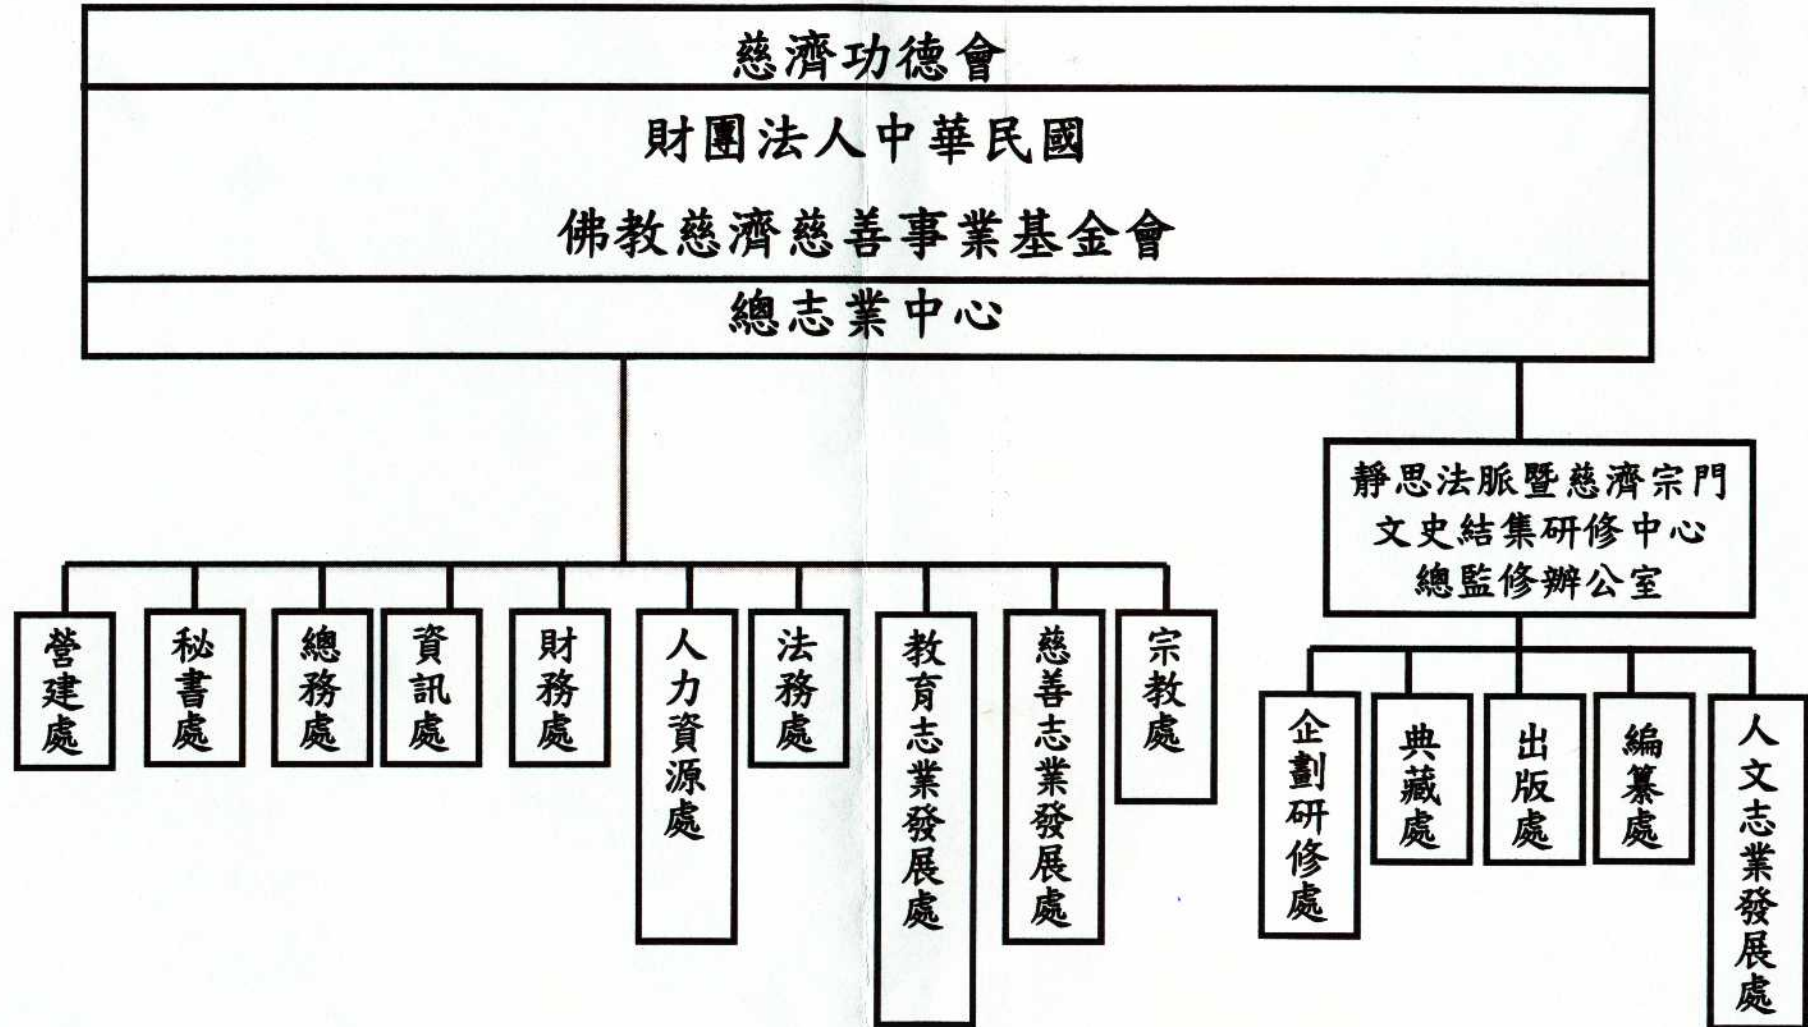 慈濟功德會
財團法人中華民國
佛教慈濟慈善事業基金會
總志業中心
靜思法脈暨慈濟宗門
文史結集研修中心
總監修辦公室
營建處
秘書處
總務處
資訊處
財務處
人力資源處
法務處
教育志業發展處
慈善志業發展處
宗教處
企劃研修處
典藏處
出版處
編纂處
人文志業發展處